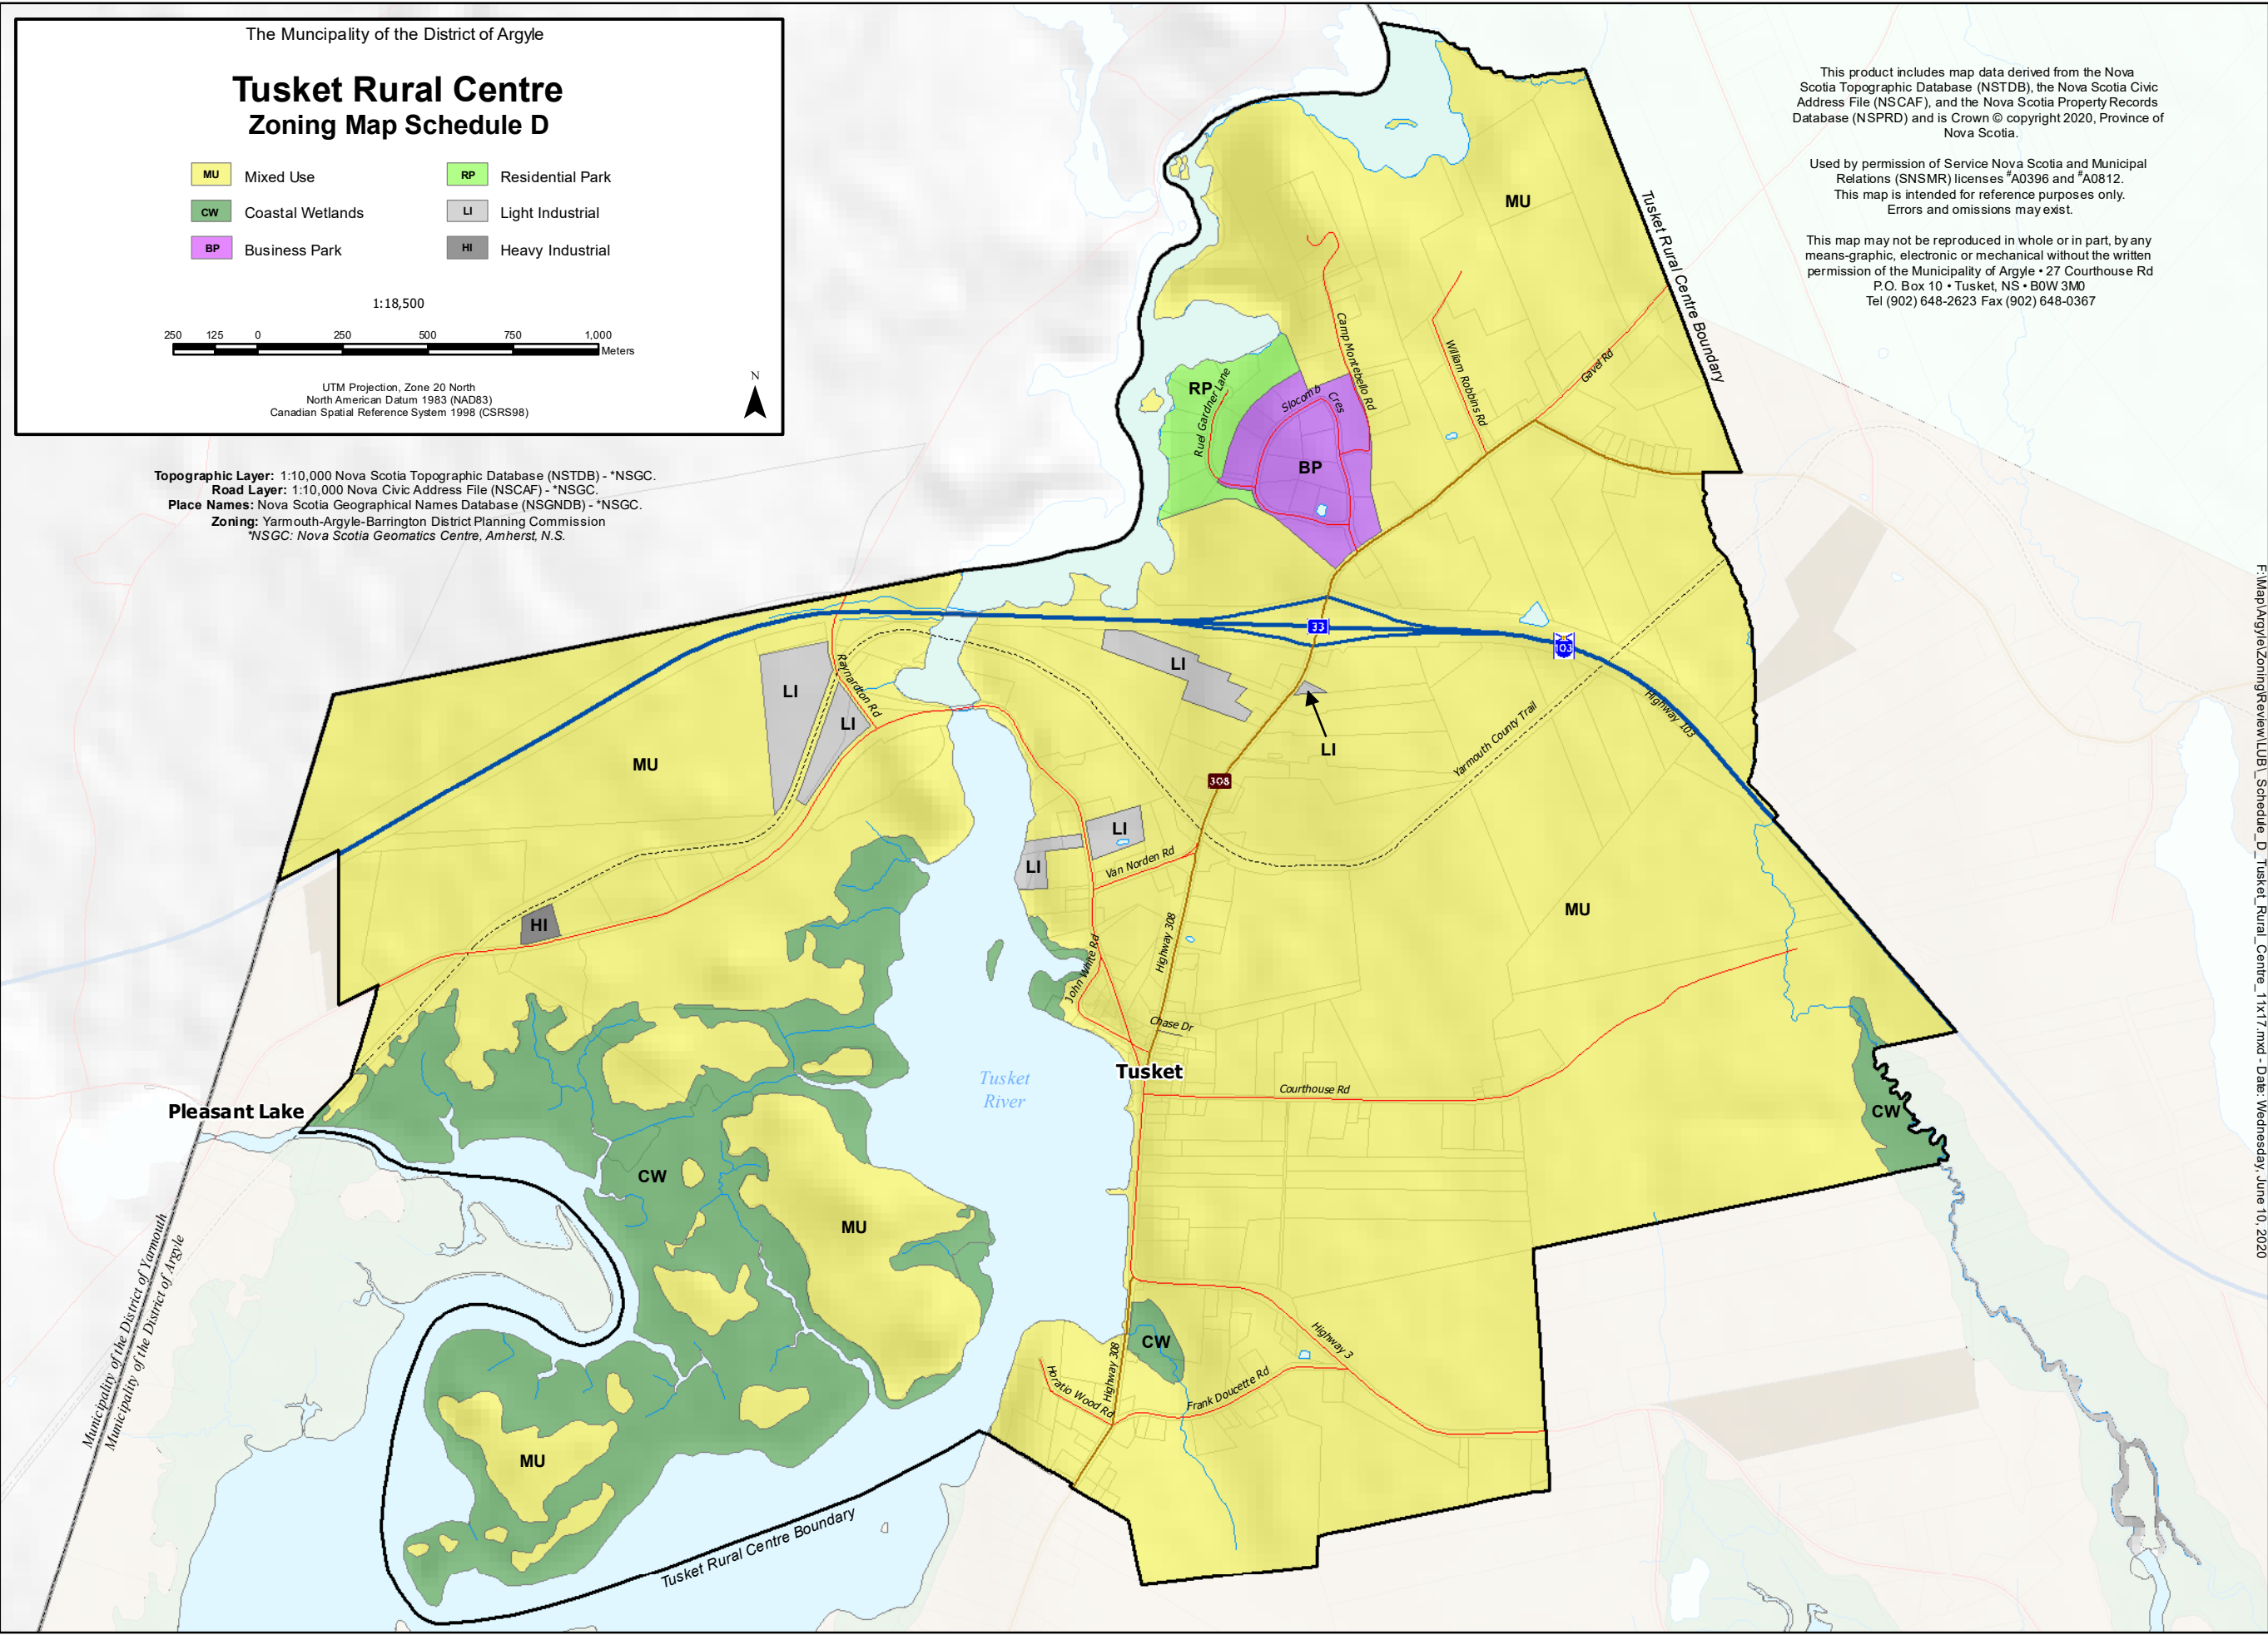 The Muncipality of the District of Argyle
Tusket Rural Centre
Zoning Map Schedule D
MU Mixed Use
RP Residential Park
CW Coastal Wetlands
LI Light Industrial
BP Business Park
HI Heavy Industrial
1:18,500
250 125 0 250 500 750 1,000
Meters
UTM Projection, Zone 20 North
North American Datum 1983 (NAD83)
Canadian Spatial Reference System 1998 (CSRS98)
N
Topographic Layer: 1:10,000 Nova Scotia Topographic Database (NSTDB) - *NSGC.
Road Layer: 1:10,000 Nova Civic Address File (NSCAF) - *NSGC.
Place Names: Nova Scotia Geographical Names Database (NSGNDB) - *NSGC.
Zoning: Yarmouth-Argyle-Barrington District Planning Commission
*NSGC: Nova Scotia Geomatics Centre, Amherst, N.S.
This product includes map data derived from the Nova
Scotia Topographic Database (NSTDB), the Nova Scotia Civic
Address File (NSCAF), and the Nova Scotia Property Records
Database (NSPRD) and is Crown © copyright 2020, Province of
Nova Scotia.
Used by permission of Service Nova Scotia and Municipal
Relations (SNSMR) licenses #A0396 and #A0812.
This map is intended for reference purposes only.
Errors and omissions may exist.
This map may not be reproduced in whole or in part, by any
means-graphic, electronic or mechanical without the written
permission of the Municipality of Argyle • 27 Courthouse Rd
P.O. Box 10 • Tusket, NS • B0W 3M0
Tel (902) 648-2623 Fax (902) 648-0367
F:\Map\Argyle\Zoning\Review\LUB\_Schedule_D_Tusket_Rural_Centre_11x17.mxd - Date: Wednesday, June 10, 2020
MU
Tusket Rural Centre Boundary
Camp Montebello Rd
William Robbins Rd
Gavel Rd
RP
Ruel Gardner Lane
Slocomb Cres
BP
33
103
Highway 103
LI
LI
LI
Raynardton Rd
LI
MU
308
Yarmouth County Trail
LI
LI
Van Norden Rd
HI
MU
Highway 308
John White Rd
Chase Dr
Tusket
Tusket
River
Courthouse Rd
Pleasant Lake
CW
CW
MU
Municipality of the District of Yarmouth
Municipality of the District of Argyle
CW
Highway 3
Highway 308
Horatio Wood Rd
Frank Doucette Rd
MU
Tusket Rural Centre Boundary